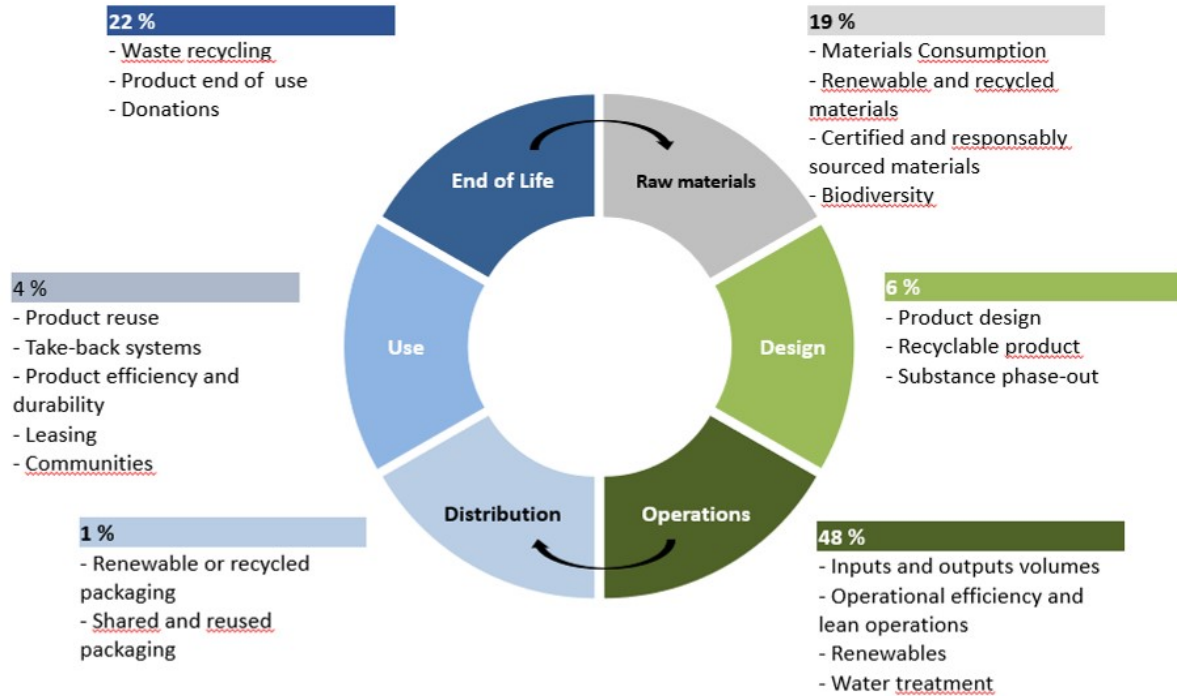 22 %
- Waste recycling
- Product end of use
- Donations
19 %
- Materials Consumption
- Renewable and recycled
materials
- Certified and responsably
sourced materials
- Biodiversity
End of Life
Raw materials
4 %
- Product reuse
- Take-back systems
- Product efficiency and
durability
- Leasing
- Communities
Use
Design
6 %
- Product design
- Recyclable product
- Substance phase-out
Distribution
Operations
1 %
- Renewable or recycled
packaging
- Shared and reused
packaging
48 %
- Inputs and outputs volumes
- Operational efficiency and
lean operations
- Renewables
- Water treatment